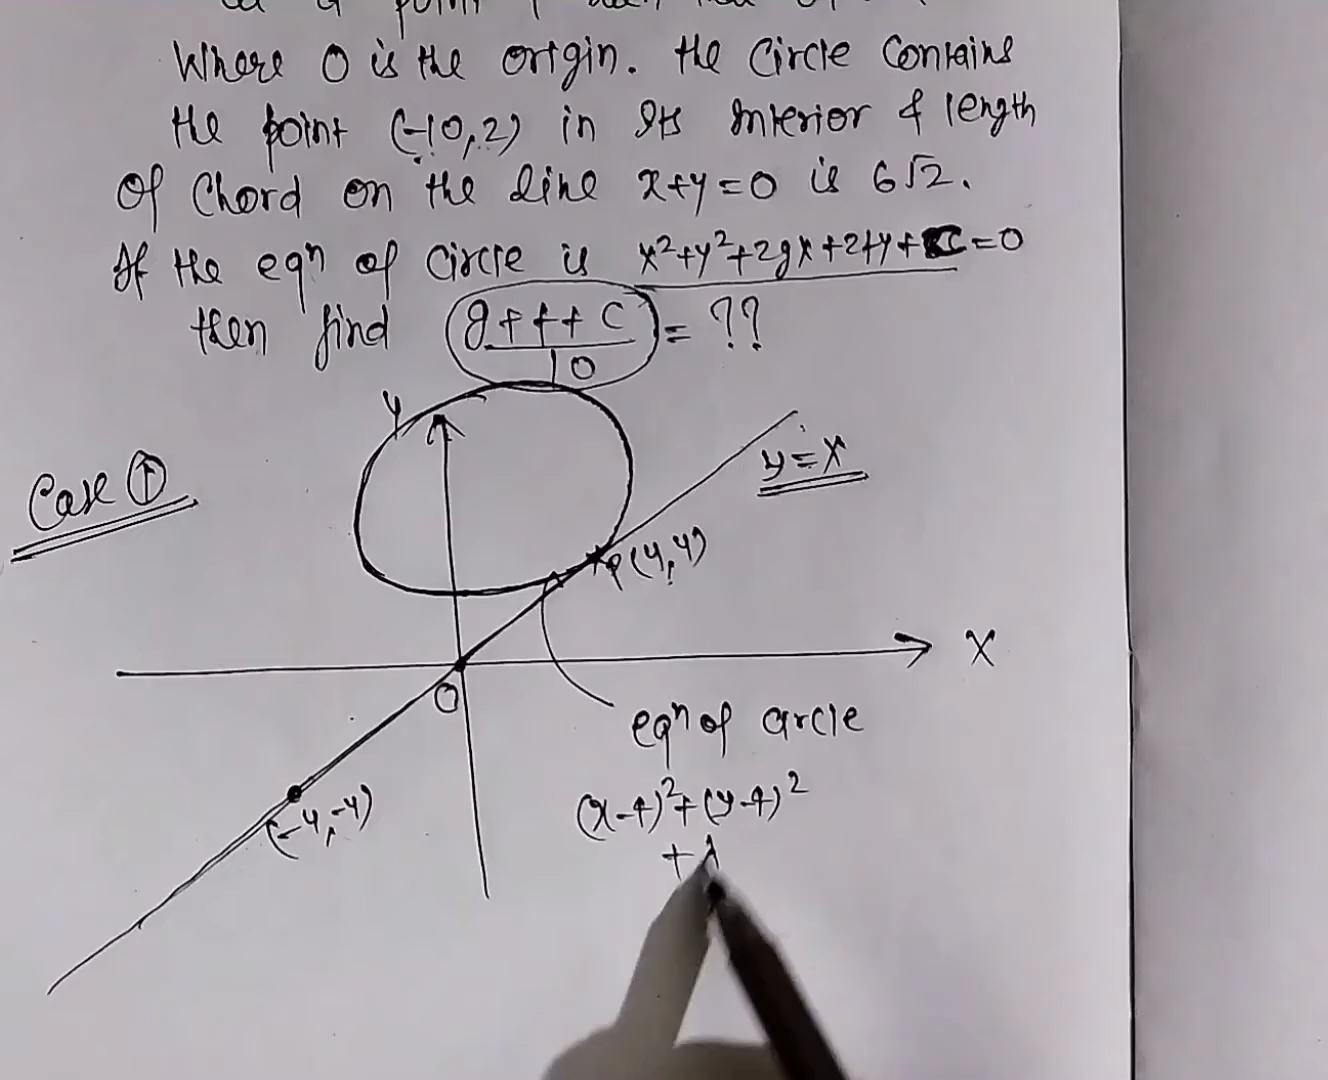 point
Where O is the origin. the Circle Contains
the point (-10,2) in Its Interior & length
Of Chord on the line x+y=0 is 6√2.
If the eqn of Circle is x²+y²+2gx+2fy+C=0
then find g+f+C = ??
10
Y
y=x
Case I
P(4,4)
X
O
eqn of circle
(-4,-4)
(x-4)²+(y-4)²
+λ